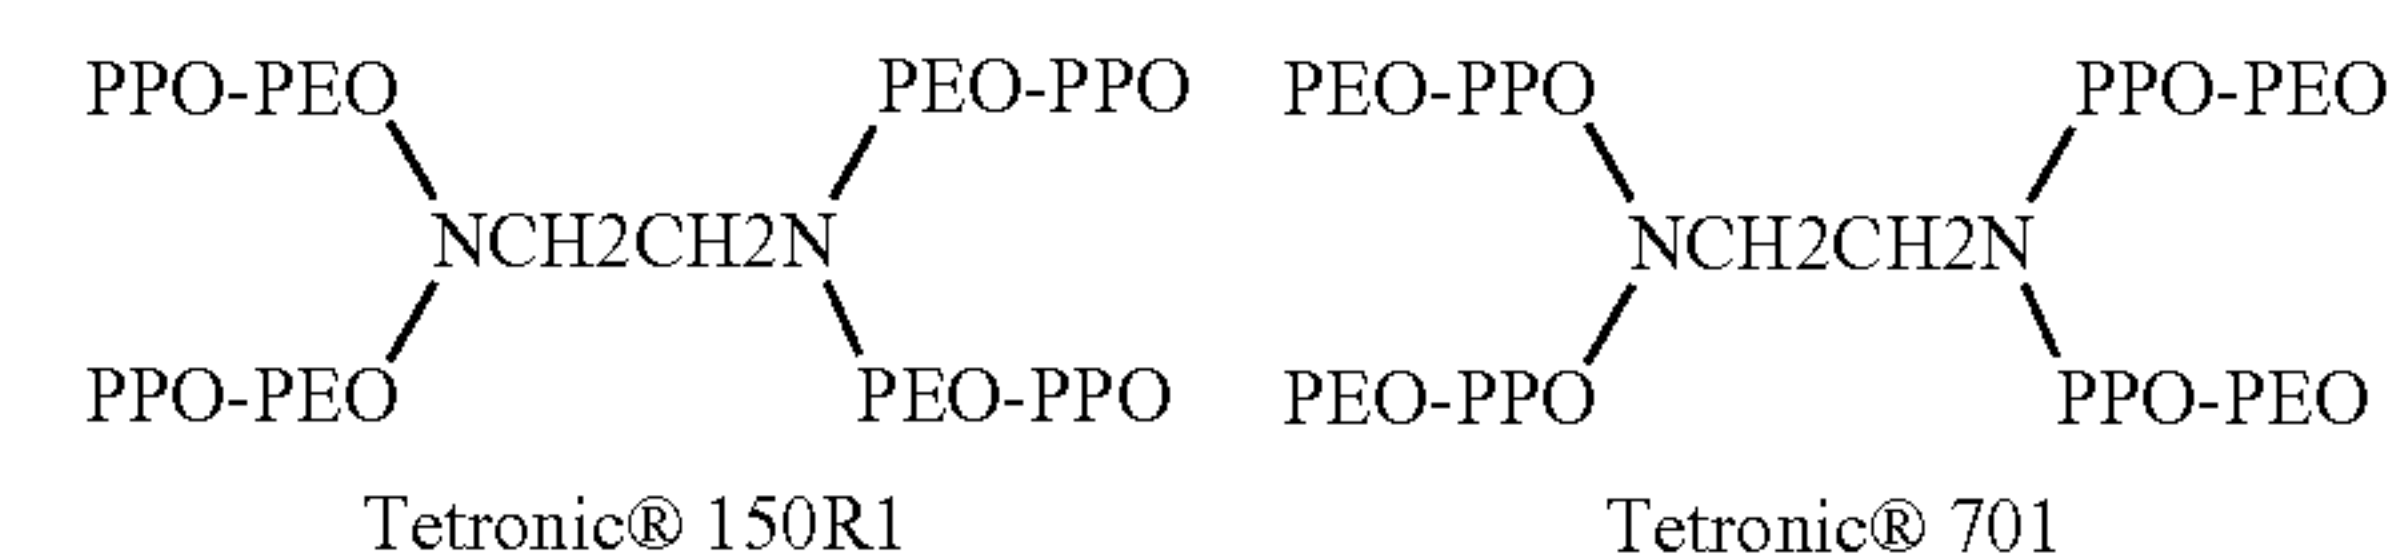 PPO-PEO PEO-PPO PEO-PPO PPO-PEO
NCH2CH2N NCH2CH2N
PPO-PEO PEO-PPO PEO-PPO PPO-PEO
Tetronic® 150R1 Tetronic® 701